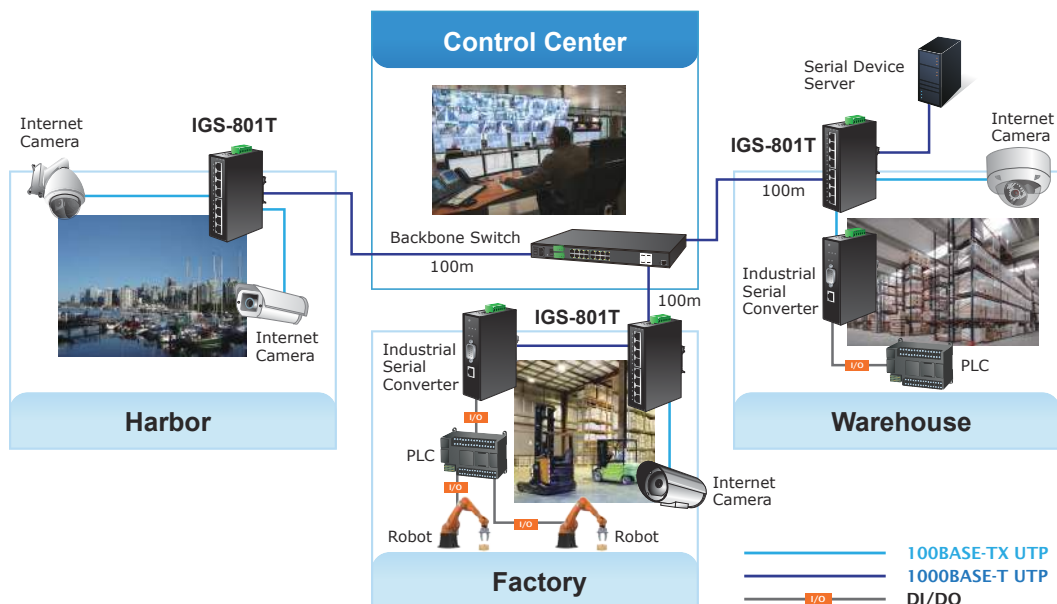 Control Center
Serial Device
Server
Internet
Camera
IGS-801T
IGS-801T
Internet
Camera
100m
Backbone Switch
100m
100m
IGS-801T
Internet
Camera
Industrial
Serial
Converter
Industrial
Serial
Converter
I/O
PLC
Harbor
I/O
Warehouse
PLC
I/O
Internet
Camera
I/O
Robot
Robot
Factory
100BASE-TX UTP
1000BASE-T UTP
I/O
DI/DO